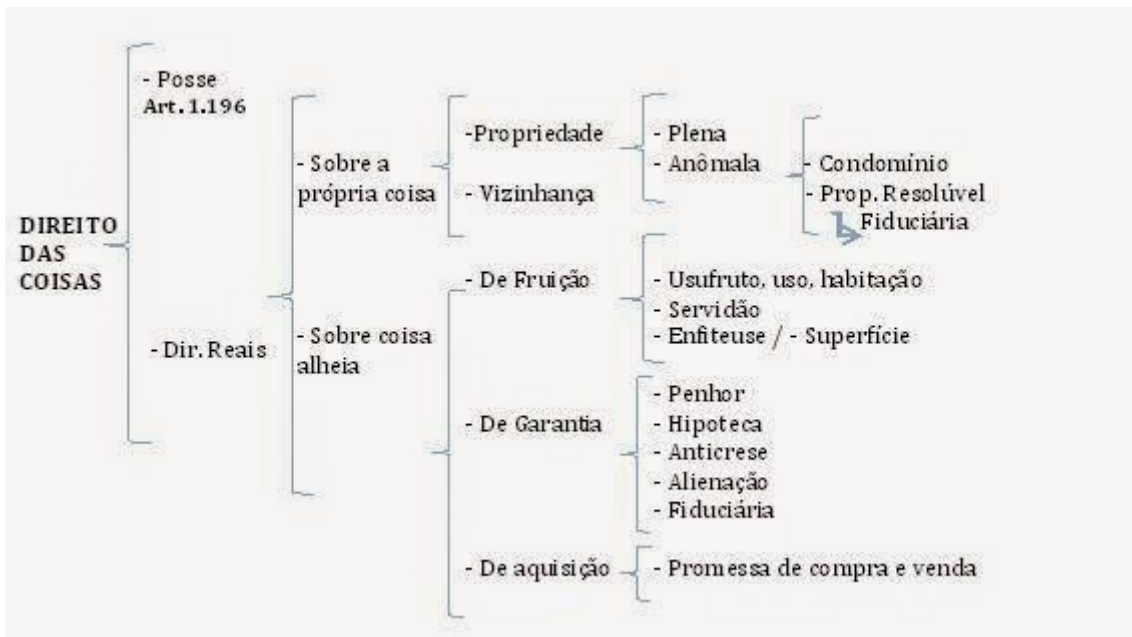 DIREITO
DAS
COISAS
- Posse
Art. 1.196
- Dir. Reais
- Sobre a
própria coisa
- Sobre coisa
alheia
-Propriedade
- Vizinhança
- Plena
- Anômala
- Condomínio
- Prop. Resolúvel
Fiduciária
- De Fruição
- Usufruto, uso, habitação
- Servidão
- Enfiteuse / - Superfície
- De Garantia
- Penhor
- Hipoteca
- Anticrese
- Alienação
- Fiduciária
- De aquisição
- Promessa de compra e venda